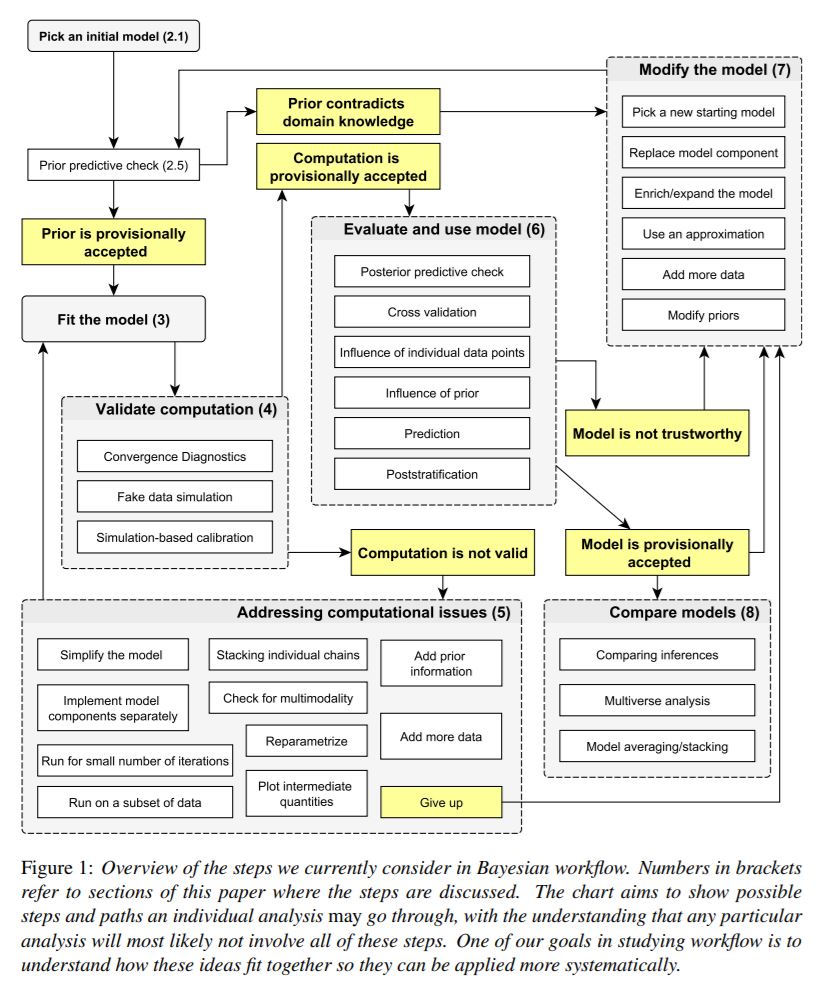 Pick an initial model (2.1)
Prior predictive check (2.5)
Prior is provisionally
accepted
Fit the model (3)
Prior contradicts
domain knowledge
Computation is
provisionally accepted
Validate computation (4)
Convergence Diagnostics
Fake data simulation
Simulation-based calibration
Evaluate and use model (6)
Posterior predictive check
Cross validation
Influence of individual data points
Influence of prior
Prediction
Poststratification
Modify the model (7)
Pick a new starting model
Replace model component
Enrich/expand the model
Use an approximation
Add more data
Modify priors
Model is not trustworthy
Computation is not valid
Model is provisionally
accepted
Addressing computational issues (5)
Simplify the model
Implement model
components separately
Run for small number of iterations
Run on a subset of data
Stacking individual chains
Check for multimodality
Reparametrize
Plot intermediate
quantities
Add prior
information
Add more data
Give up
Compare models (8)
Comparing inferences
Multiverse analysis
Model averaging/stacking
Figure 1: Overview of the steps we currently consider in Bayesian workflow. Numbers in brackets
refer to sections of this paper where the steps are discussed. The chart aims to show possible
steps and paths an individual analysis may go through, with the understanding that any particular
analysis will most likely not involve all of these steps. One of our goals in studying workflow is to
understand how these ideas fit together so they can be applied more systematically.